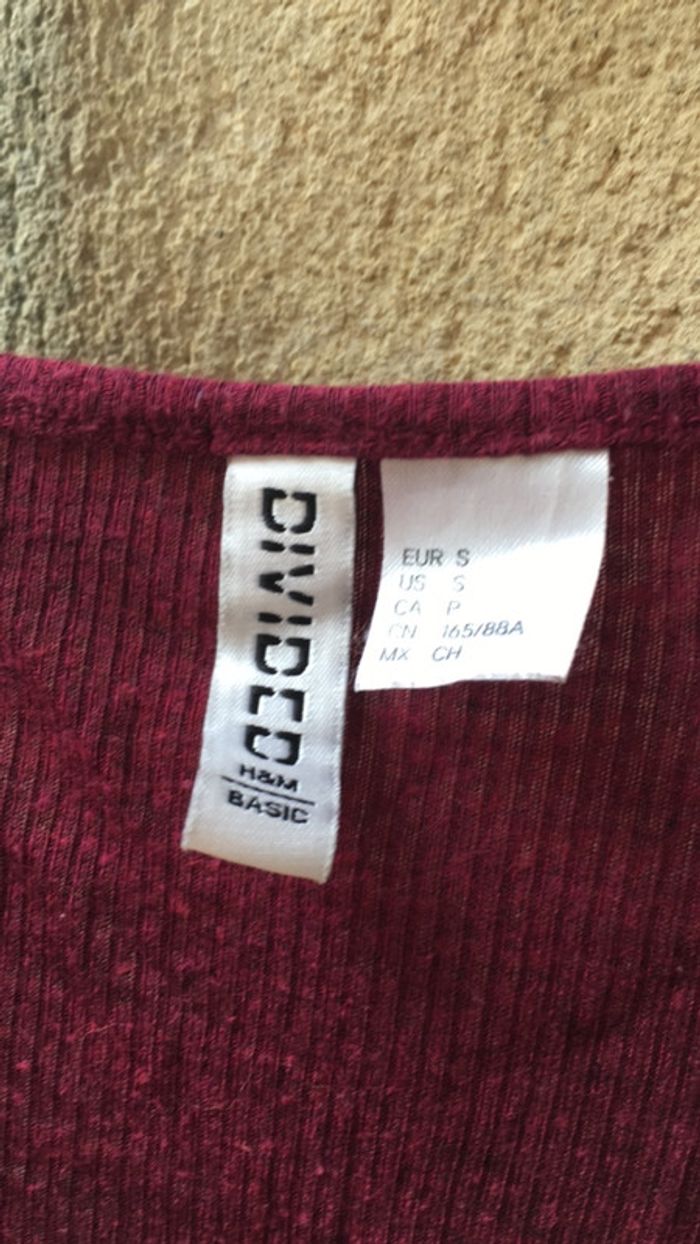 DIVIDED
H&M
BASIC
EUR S
US S
CA P
CN 165/88A
MX CH